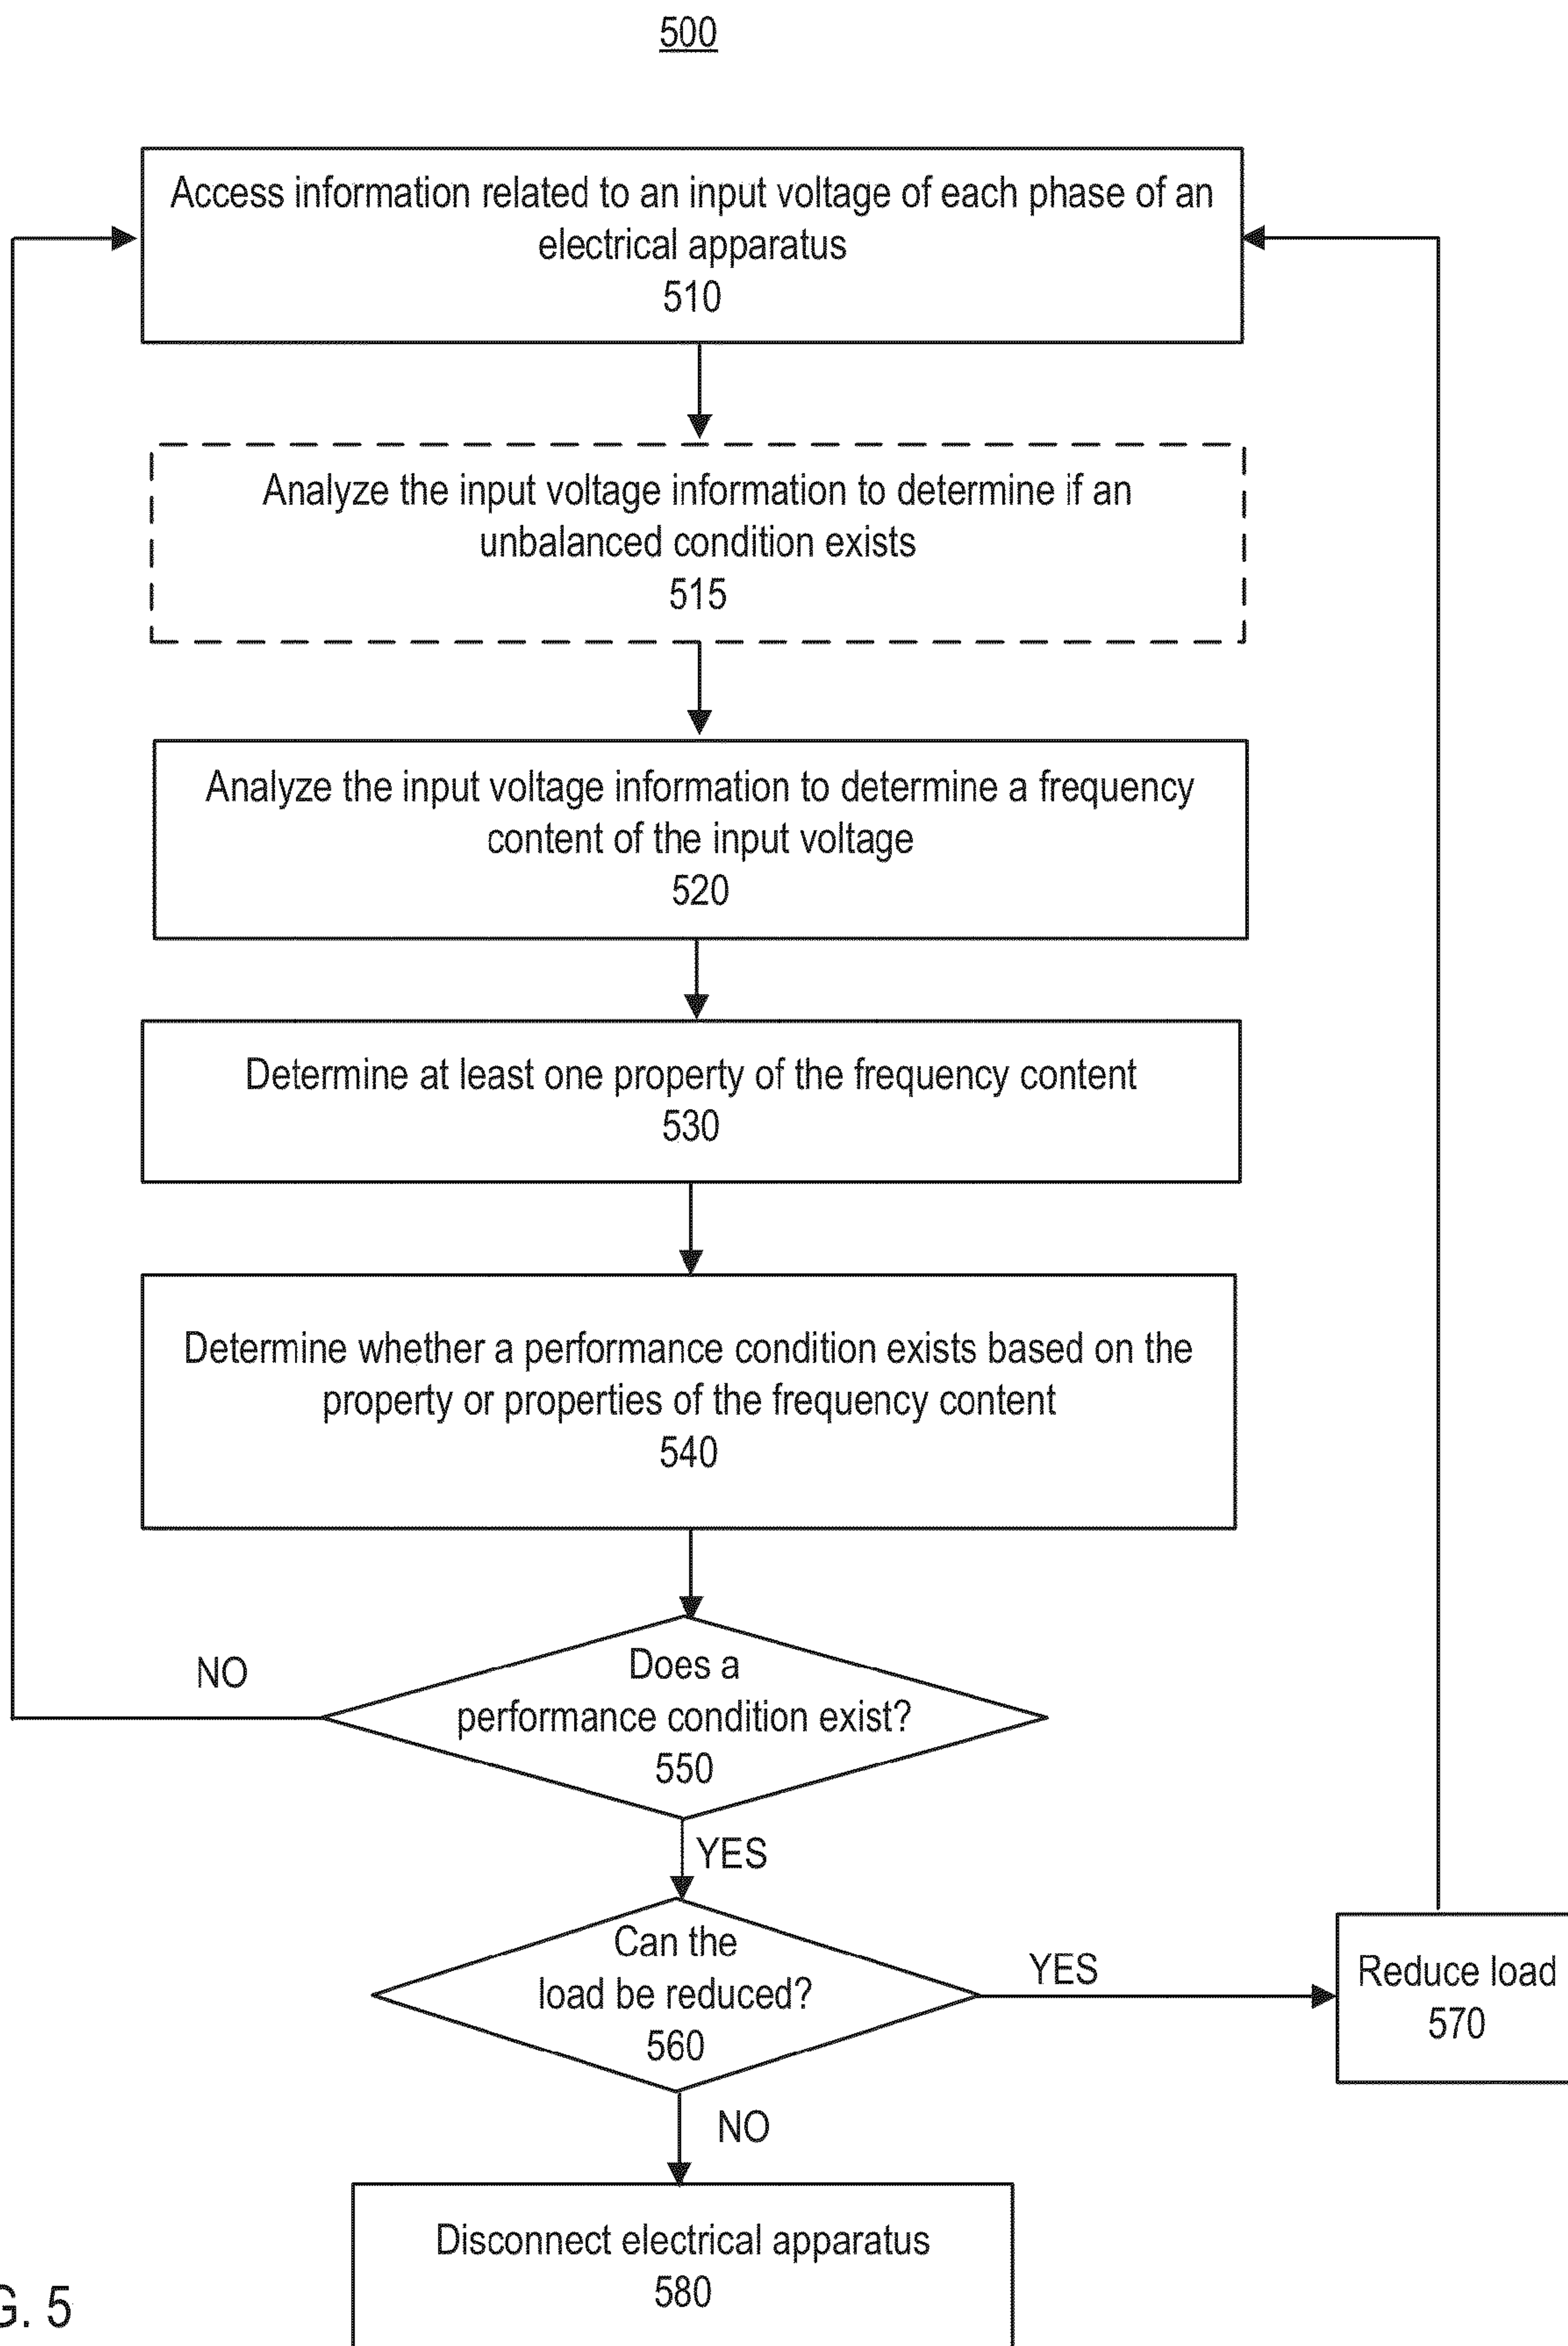 500
Access information related to an input voltage of each phase of an
electrical apparatus
510
Analyze the input voltage information to determine if an
unbalanced condition exists
515
Analyze the input voltage information to determine a frequency
content of the input voltage
520
Determine at least one property of the frequency content
530
Determine whether a performance condition exists based on the
property or properties of the frequency content
540
NO
Does a
performance condition exist?
550
YES
Can the
load be reduced?
560
YES
Reduce load
570
NO
Disconnect electrical apparatus
580
G. 5